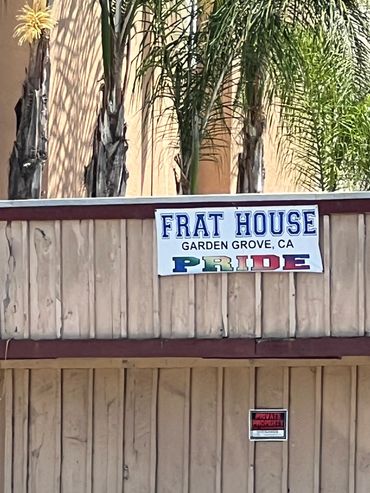 FRAT HOUSE
GARDEN GROVE, CA
PRIDE
PRIVATE
PROPERTY